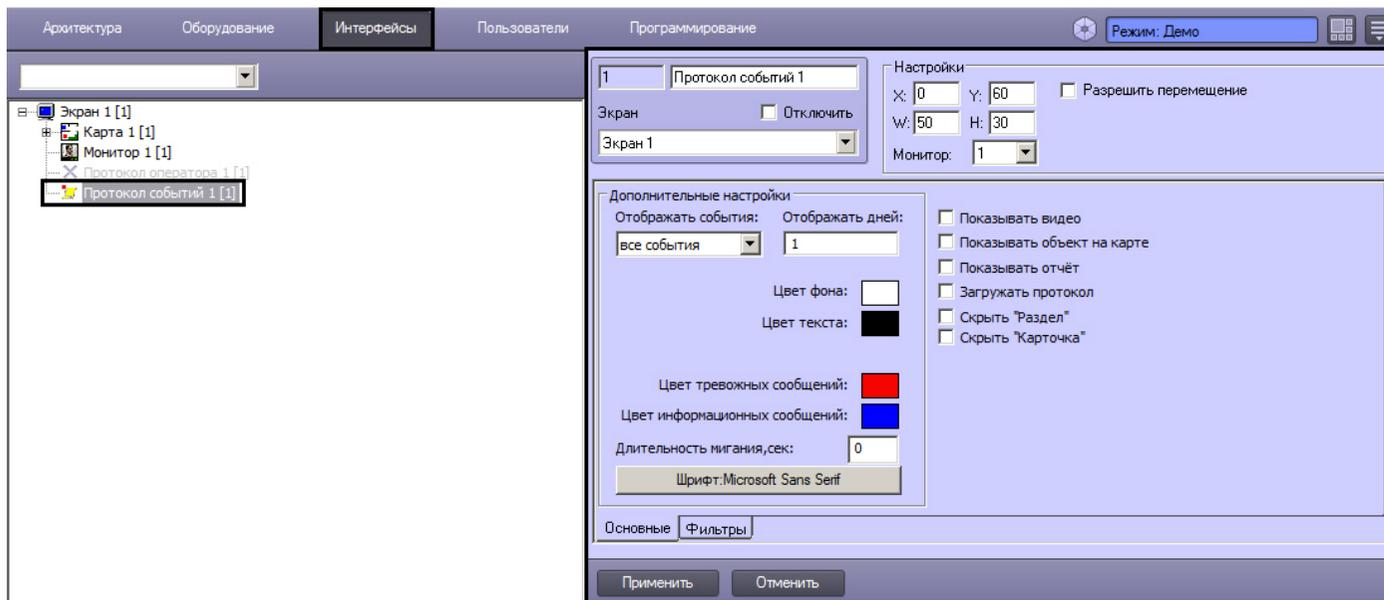 Архитектура Оборудование Интерфейсы Пользователи Программирование Режим: Демо
Экран 1 [1]
Карта 1 [1]
Монитор 1 [1]
Протокол оператора 1 [1]
Протокол событий 1 [1]
1 Протокол событий 1
Экран Отключить
Экран 1
Настройки
X: 0 Y: 60 Разрешить перемещение
W: 50 H: 30
Монитор: 1
Дополнительные настройки
Отображать события: Отображать дней:
все события 1
Цвет фона:
Цвет текста:
Цвет тревожных сообщений:
Цвет информационных сообщений:
Длительность мигания,сек: 0
Шрифт:Microsoft Sans Serif
Показывать видео
Показывать объект на карте
Показывать отчёт
Загружать протокол
Скрыть "Раздел"
Скрыть "Карточка"
Основные Фильтры
Применить Отменить